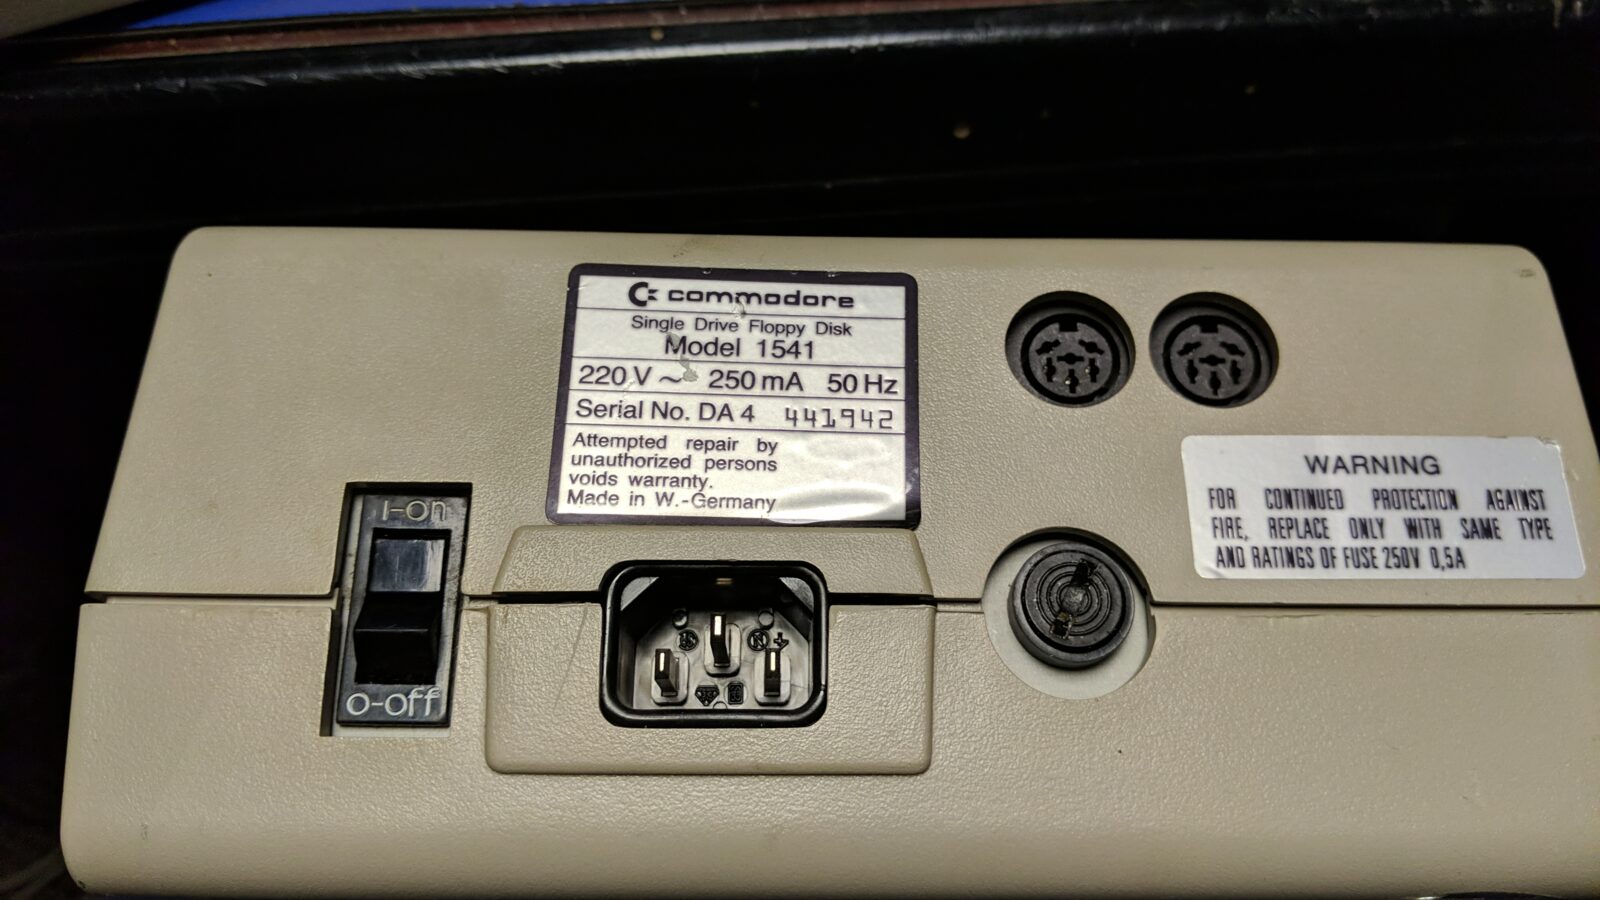 commodore
Single Drive Floppy Disk
Model 1541
220 V ~ 250 mA 50 Hz
Serial No. DA 4 441942
Attempted repair by
unauthorized persons
voids warranty.
Made in W.-Germany
WARNING
FOR CONTINUED PROTECTION AGAINST
FIRE, REPLACE ONLY WITH SAME TYPE
AND RATINGS OF FUSE 250V 0,5A
I-on
O-off